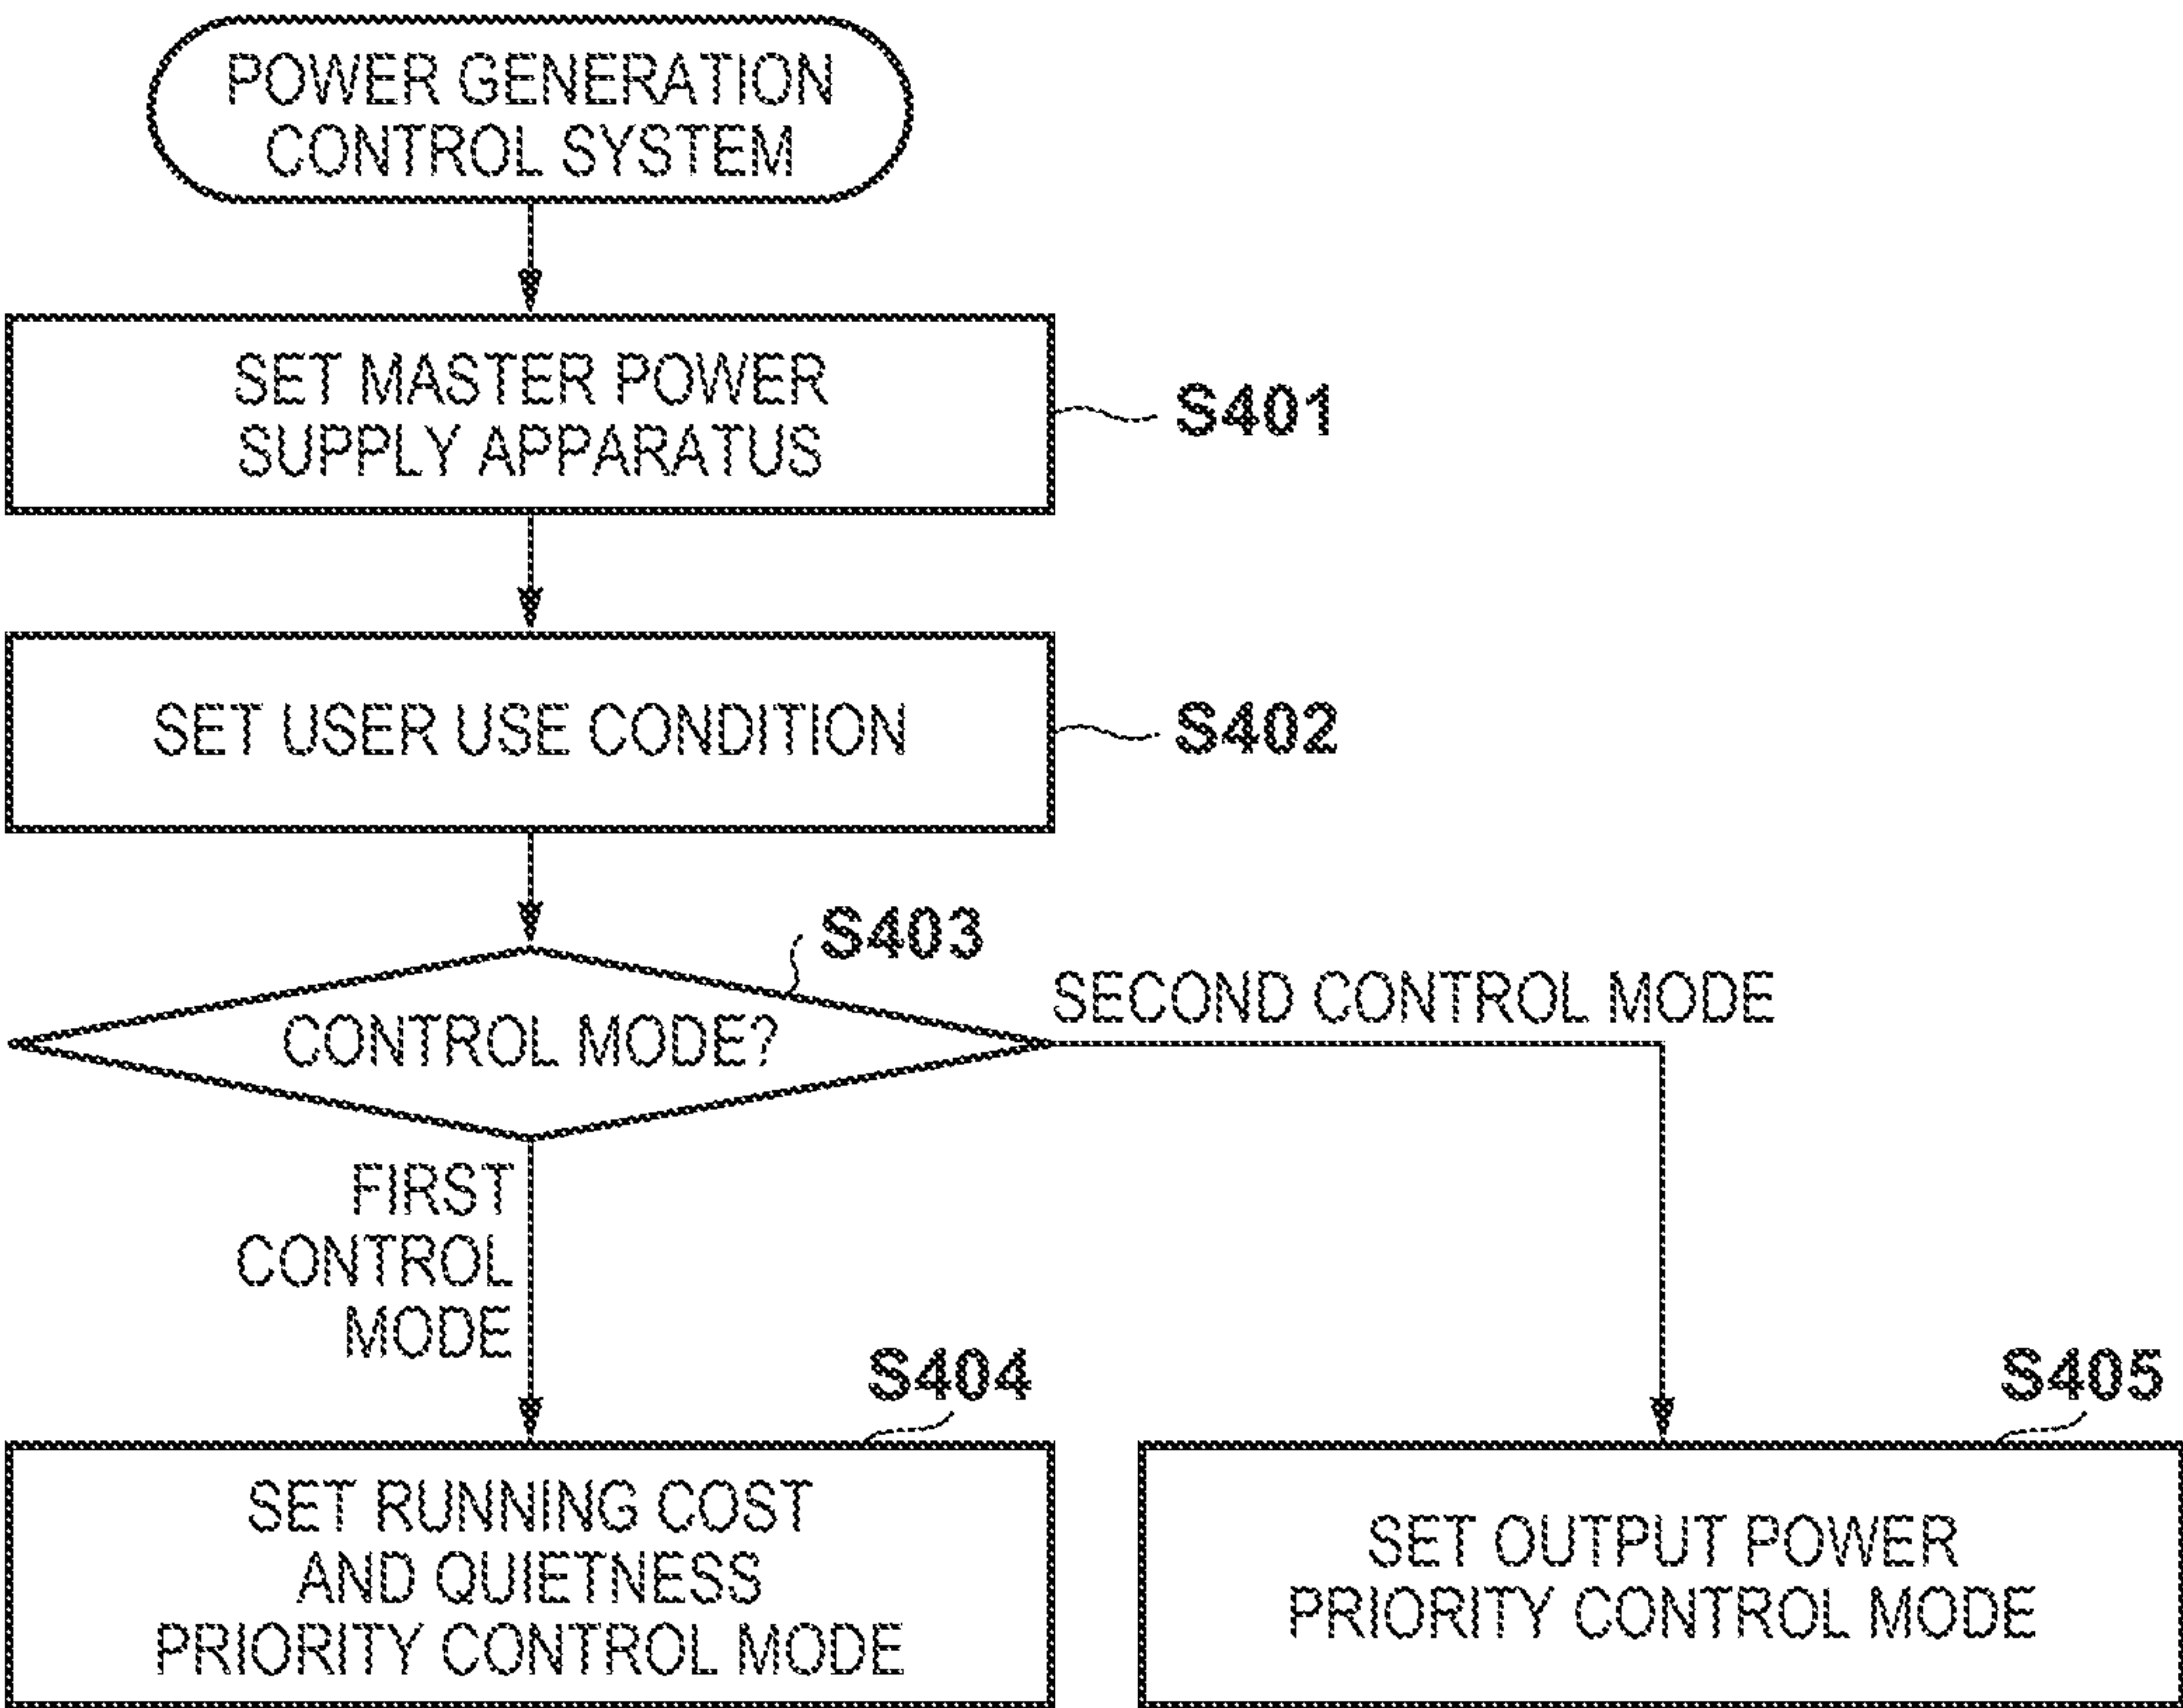 POWER GENERATION
CONTROL SYSTEM
SET MASTER POWER
SUPPLY APPARATUS
S401
SET USER USE CONDITION
S402
S403
CONTROL MODE?
SECOND CONTROL MODE
FIRST
CONTROL
MODE
S404
SET RUNNING COST
AND QUIETNESS
PRIORITY CONTROL MODE
S405
SET OUTPUT POWER
PRIORITY CONTROL MODE